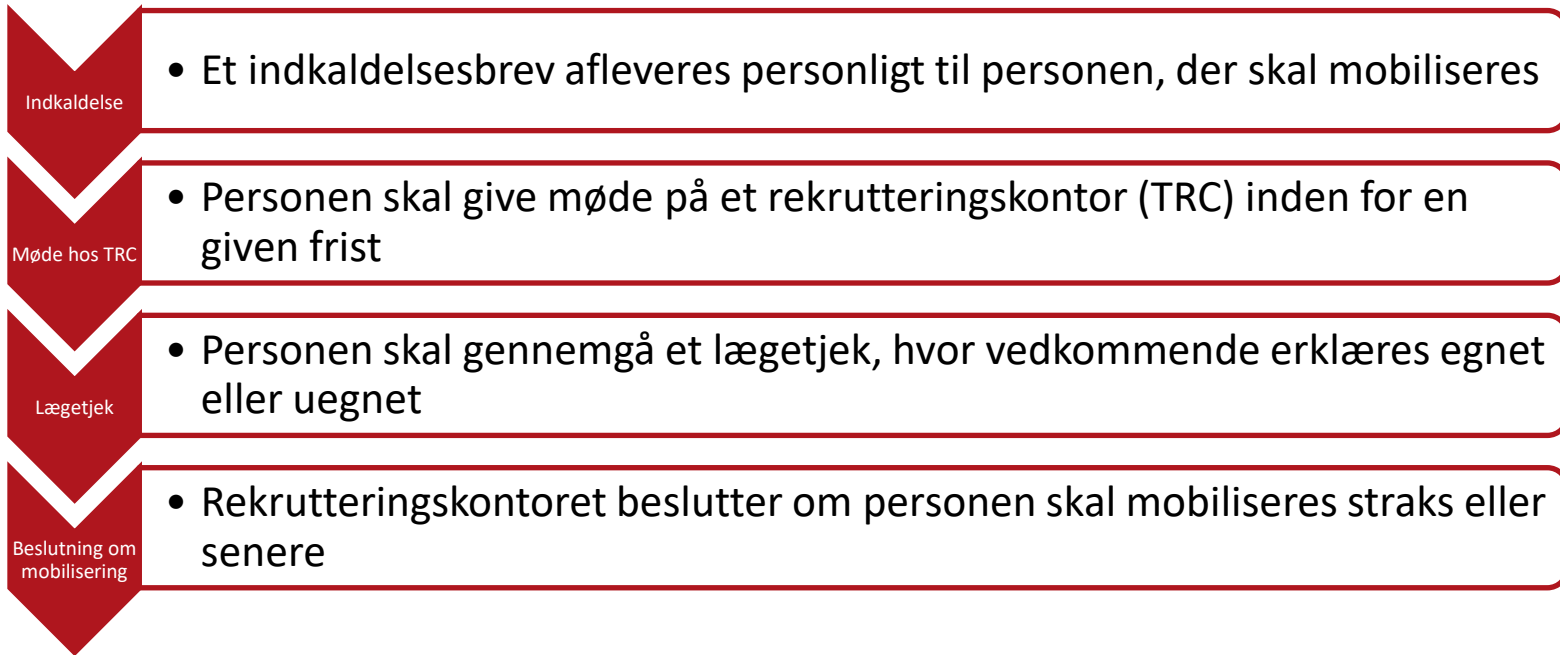 Indkaldelse
• Et indkaldelsesbrev afleveres personligt til personen, der skal mobiliseres
Møde hos TRC
• Personen skal give møde på et rekrutteringskontor (TRC) inden for en
given frist
Lægetjek
• Personen skal gennemgå et lægetjek, hvor vedkommende erklæres egnet
eller uegnet
Beslutning om
mobilisering
• Rekrutteringskontoret beslutter om personen skal mobiliseres straks eller
senere